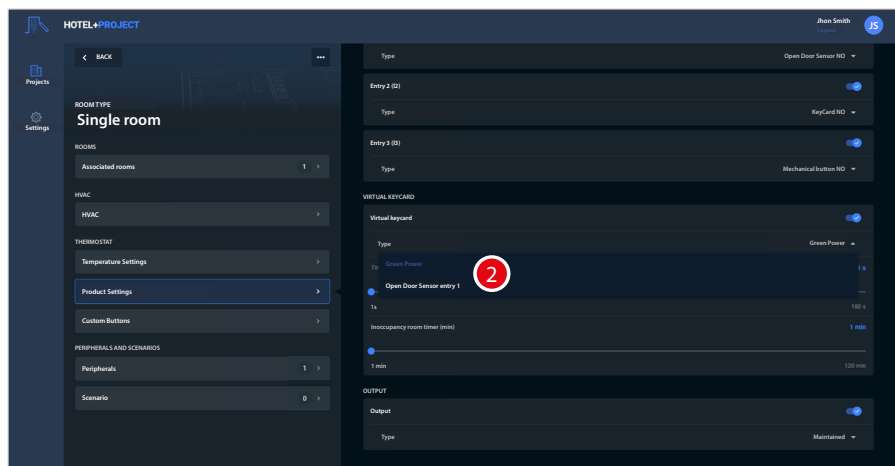 HOTEL+PROJECT
Jhon Smith
Logout
JS
Projects
Settings
BACK
ROOM TYPE
Single room
ROOMS
Associated rooms 1
HVAC
HVAC
THERMOSTAT
Temperature Settings
Product Settings
Custom Buttons
PERIPHERALS AND SCENARIOS
Peripherals 1
Scenario 0
Type Open Door Sensor NO
Entry 2 (I2)
Type KeyCard NO
Entry 3 (I3)
Type Mechanical button NO
VIRTUAL KEYCARD
Virtual keycard
Type Green Power
Green Power
2
Open Door Sensor entry 1
1s 180 s
Inoccupancy room timer (min) 1 min
1 min 120 min
OUTPUT
Output
Type Maintained